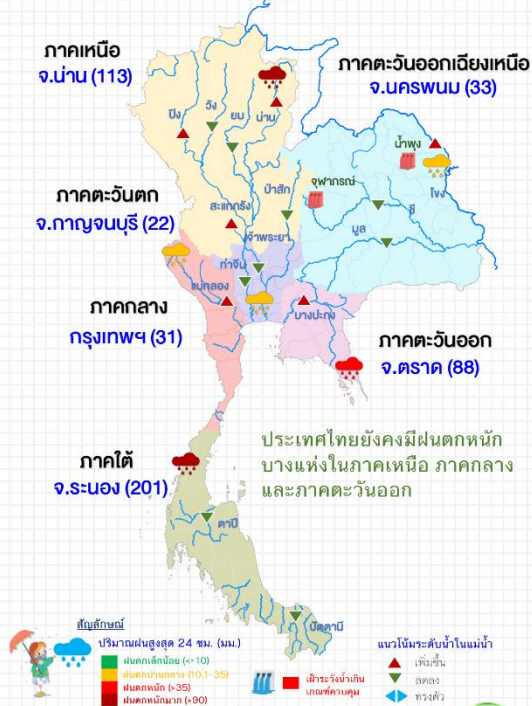 ภาคเหนือ
จ.น่าน (113)
ภาคตะวันออกเฉียงเหนือ
จ.นครพนม (33)
ปิง
วัง
ยม
น่าน
น้ำพุง
จุฬาภรณ์
โขง
ป่าสัก
ชี
มูล
สะแกกรัง
เจ้าพระยา
ภาคตะวันตก
จ.กาญจนบุรี (22)
ท่าจีน
แม่กลอง
บางปะกง
ภาคกลาง
กรุงเทพฯ (31)
ภาคตะวันออก
จ.ตราด (88)
ประเทศไทยยังคงมีฝนตกหนัก
บางแห่งในภาคเหนือ ภาคกลาง
และภาคตะวันออก
ภาคใต้
จ.ระนอง (201)
ตาปี
ปัตตานี
สัญลักษณ์
ปริมาณฝนสูงสุด 24 ชม. (มม.)
ฝนตกเล็กน้อย (<=10)
ฝนตกปานกลาง (10.1-35)
ฝนตกหนัก (>35)
ฝนตกหนักมาก (>90)
เฝ้าระวังน้ำเกิน
เกณฑ์ควบคุม
แนวโน้มระดับน้ำในแม่น้ำ
เพิ่มขึ้น
ลดลง
ทรงตัว